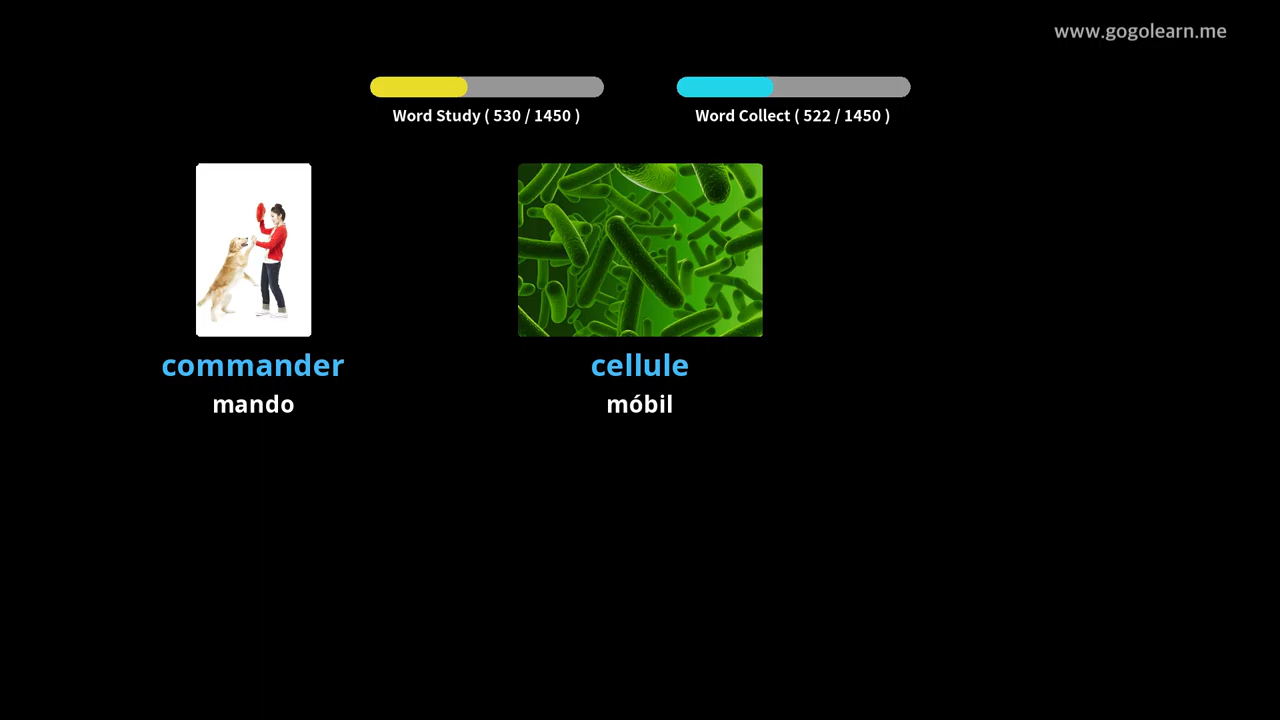 www.gogolearn.me
Word Study ( 530 / 1450 )
Word Collect ( 522 / 1450 )
commander
mando
cellule
móbil